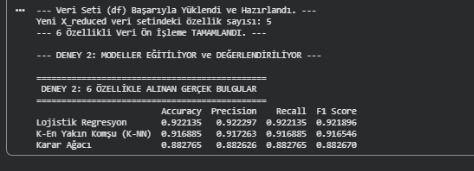 --- Veri Seti (df) Başarıyla Yüklendi ve Hazırlandı. ---
Yeni X_reduced veri setindeki özellik sayısı: 5
--- 6 Özellikli Veri Ön İşleme TAMAMLANDI. ---
--- DENEY 2: MODELLER EĞİTİLİYOR ve DEĞERLENDİRİLİYOR ---
==============================================
DENEY 2: 6 ÖZELLİKLE ALINAN GERÇEK BULGULAR
==============================================
Accuracy Precision Recall F1 Score
Lojistik Regresyon 0.922135 0.922297 0.922135 0.921896
K-En Yakın Komşu (K-NN) 0.916885 0.917263 0.916885 0.916546
Karar Ağacı 0.882765 0.882626 0.882765 0.882670